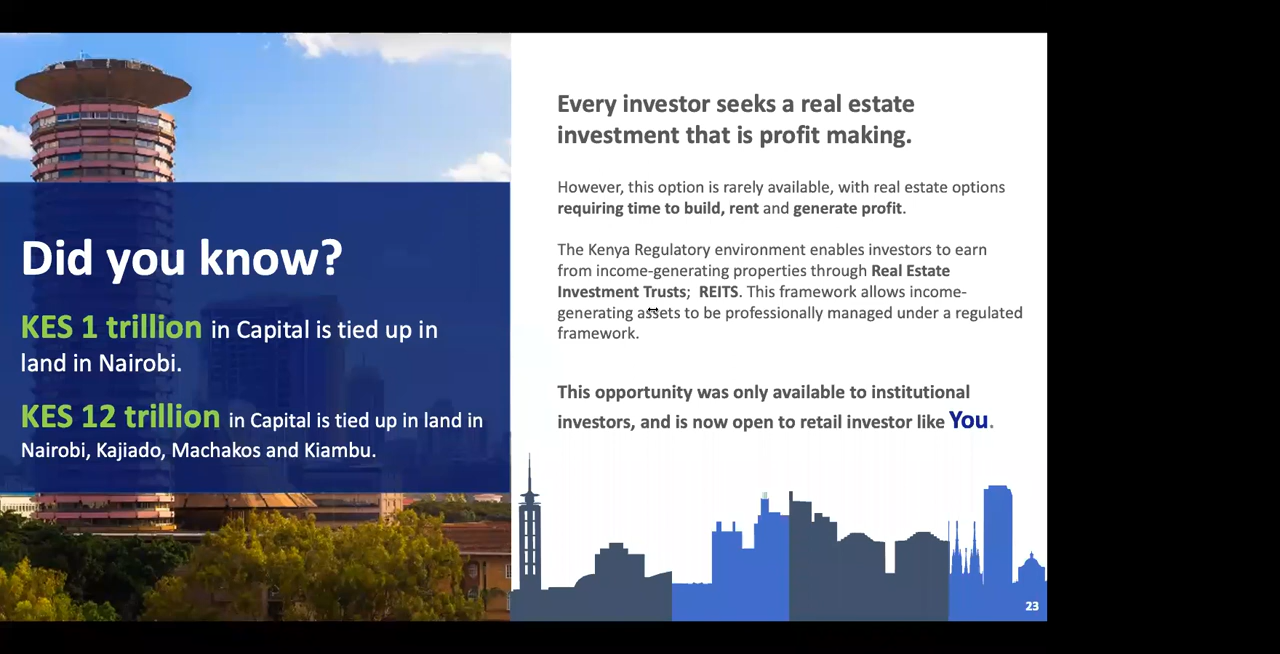 Did you know?
KES 1 trillion in Capital is tied up in
land in Nairobi.
KES 12 trillion in Capital is tied up in land in
Nairobi, Kajiado, Machakos and Kiambu.
Every investor seeks a real estate
investment that is profit making.
However, this option is rarely available, with real estate options
requiring time to build, rent and generate profit.
The Kenya Regulatory environment enables investors to earn
from income-generating properties through Real Estate
Investment Trusts;  REITS. This framework allows income-
generating assets to be professionally managed under a regulated
framework.
This opportunity was only available to institutional
investors, and is now open to retail investor like You.
23